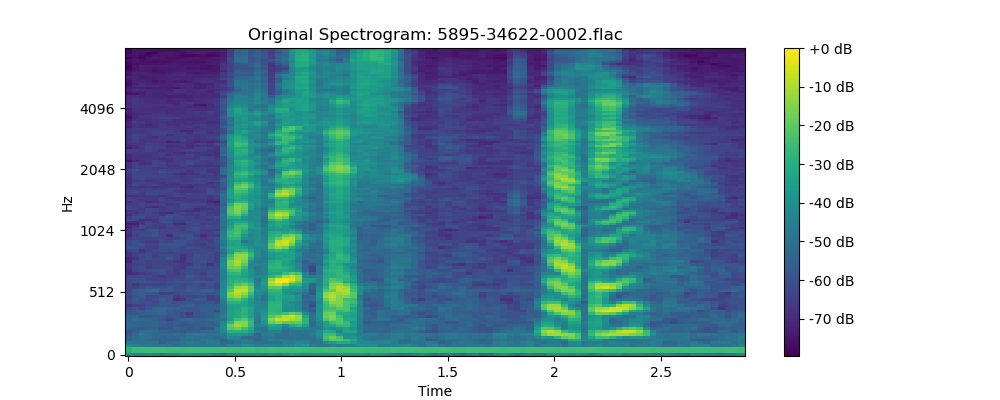 Original Spectrogram: 5895-34622-0002.flac
Hz
4096
2048
1024
512
0
0
0.5
1
1.5
2
2.5
Time
+0 dB
-10 dB
-20 dB
-30 dB
-40 dB
-50 dB
-60 dB
-70 dB